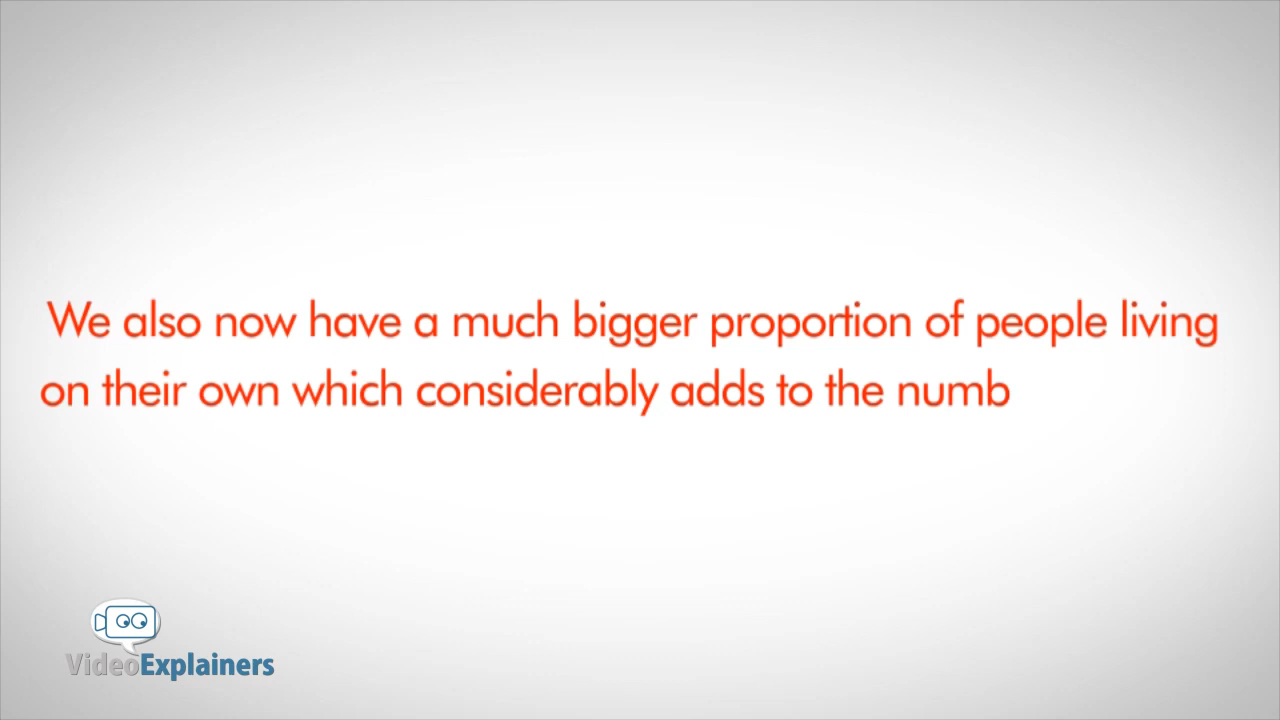 We also now have a much bigger proportion of people living
on their own which considerably adds to the numb
VideoExplainers